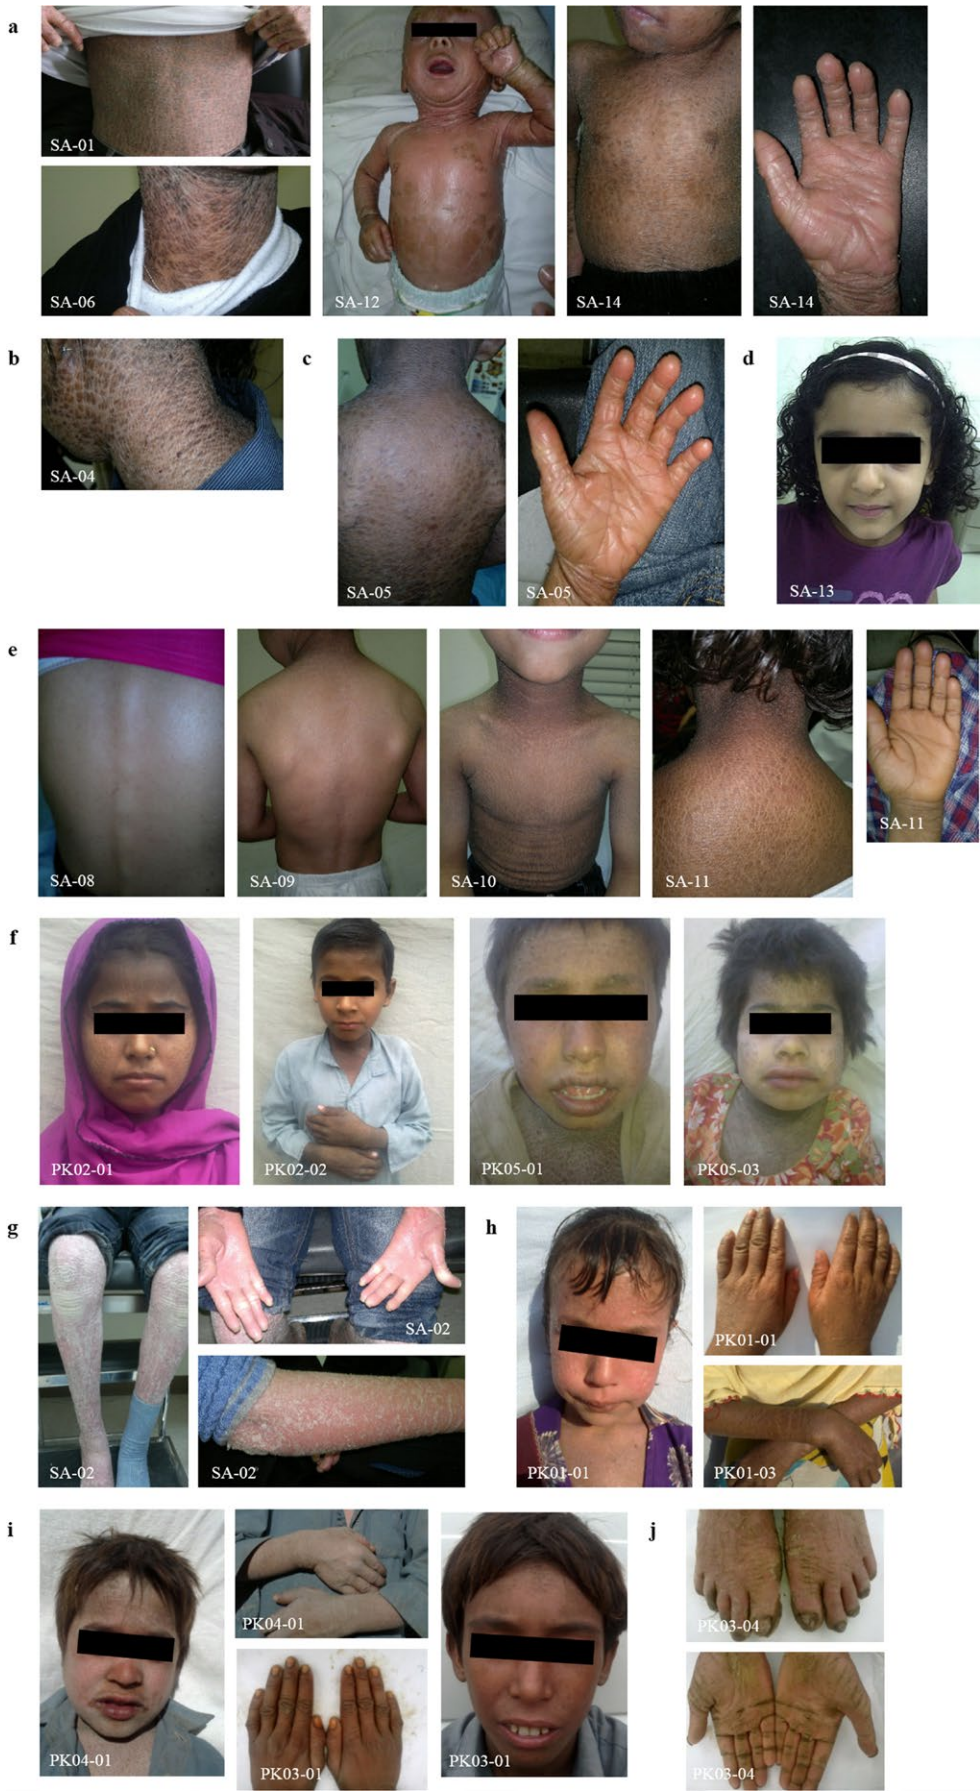 a
SA-01
SA-06
SA-12
SA-14
SA-14
b
SA-04
c
SA-05
SA-05
d
SA-13
e
SA-08
SA-09
SA-10
SA-11
SA-11
f
PK02-01
PK02-02
PK05-01
PK05-03
g
SA-02
SA-02
SA-02
h
PK01-01
PK01-01
PK01-03
i
PK04-01
PK04-01
PK03-01
PK03-01
j
PK03-04
PK03-04